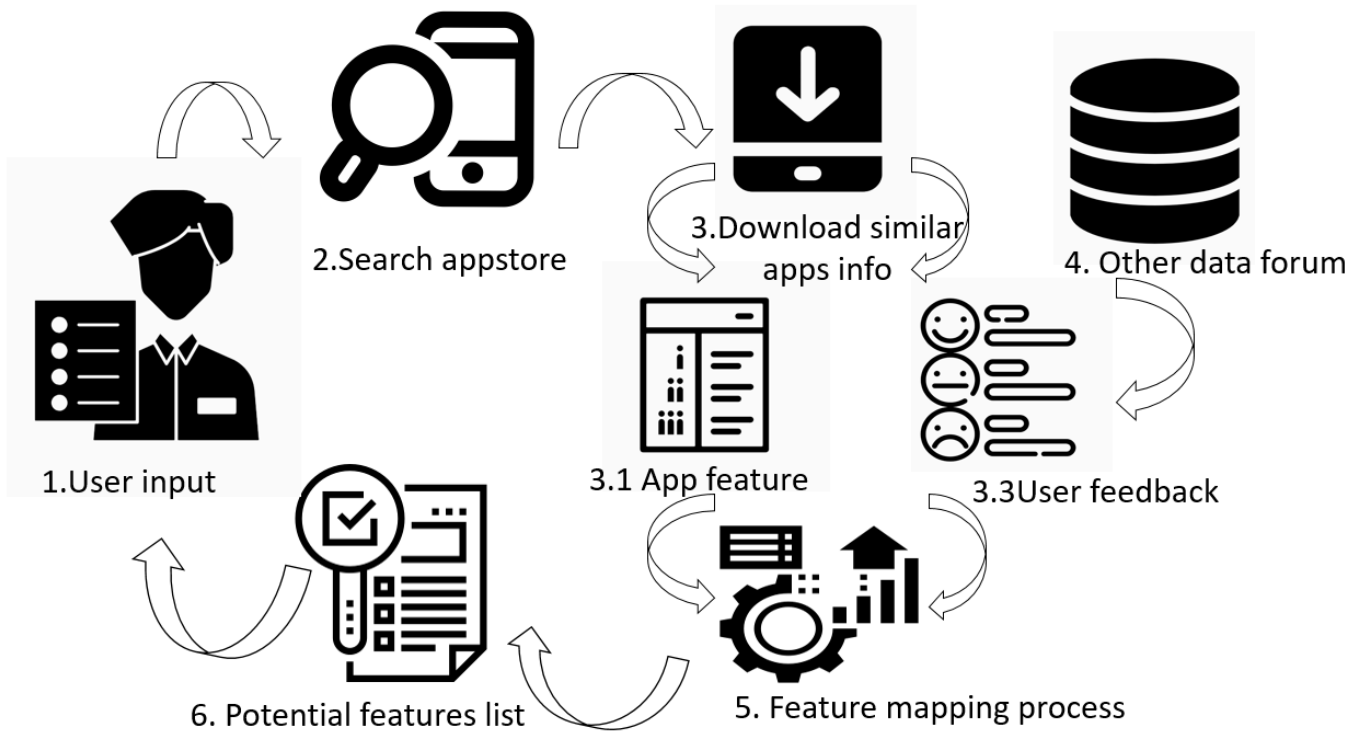 2.Search appstore
3.Download similar
apps info
4. Other data forum
1.User input
3.1 App feature
3.3User feedback
6. Potential features list
5. Feature mapping process